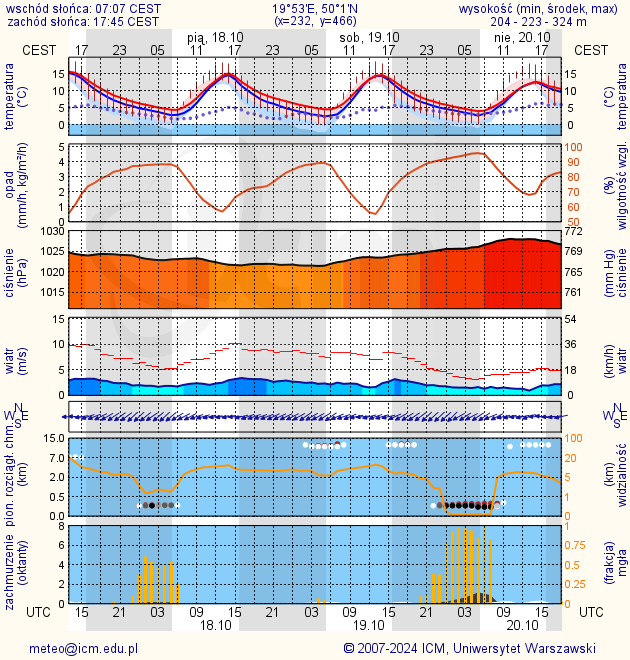 wschód słońca: 07:07 CEST 19°53'E, 50°1'N wysokość (min, środek, max)
zachód słońca: 17:45 CEST (x=232, y=466) 204 - 223 - 324 m
pią, 18.10 sob, 19.10 nie, 20.10
CEST 17 23 05 11 17 23 05 11 17 23 05 11 17 CEST
temperatura (°C)
15 10 5 0
15 10 5 0
temperatura (°C)
opad (mm/h, kg/m²/h)
5 4 3 2 1 0
100 90 80 70 60 50
(%) wilgotność wzgl.
ciśnienie (hPa)
1030 1025 1020 1015
772 769 765 761
(mm Hg) ciśnienie
wiatr (m/s)
15 10 5 0
54 36 18 0
(km/h) wiatr
N W E S
N W E S
pion. rozciągł. chm. (km)
15.0 7.0 2.0 0.5 0.0
100 20 5 1 0
(km) widzialność
zachmurzenie (oktanty)
8 6 4 2 0
1 0.75 0.5 0.25 0
(frakcja) mgła
UTC 15 21 03 09 15 21 03 09 15 21 03 09 15 UTC
18.10 19.10 20.10
meteo@icm.edu.pl © 2007-2024 ICM, Uniwersytet Warszawski